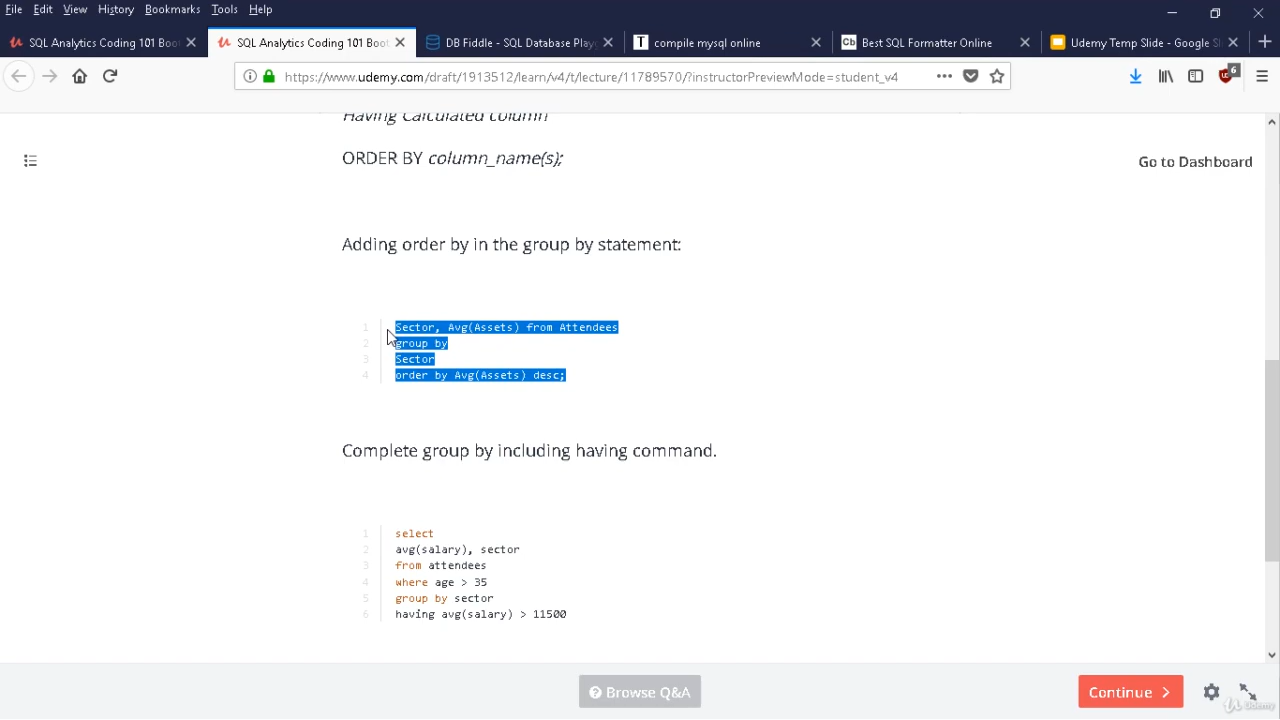 File Edit View History Bookmarks Tools Help
SQL Analytics Coding 101 Boot
SQL Analytics Coding 101 Boot
DB Fiddle - SQL Database Play
T compile mysql online
Cb Best SQL Formatter Online
Udemy Temp Slide - Google S
https://www.udemy.com/draft/1913512/learn/v4/t/lecture/11789570/?instructorPreviewMode=student_v4
6
Having Calculated column
ORDER BY column_name(s);
Go to Dashboard
Adding order by in the group by statement:
1 Sector, Avg(Assets) from Attendees
2 group by
3 Sector
4 order by Avg(Assets) desc;
Complete group by including having command.
1 select
2 avg(salary), sector
3 from attendees
4 where age > 35
5 group by sector
6 having avg(salary) > 11500
? Browse Q&A
Continue
Udemy